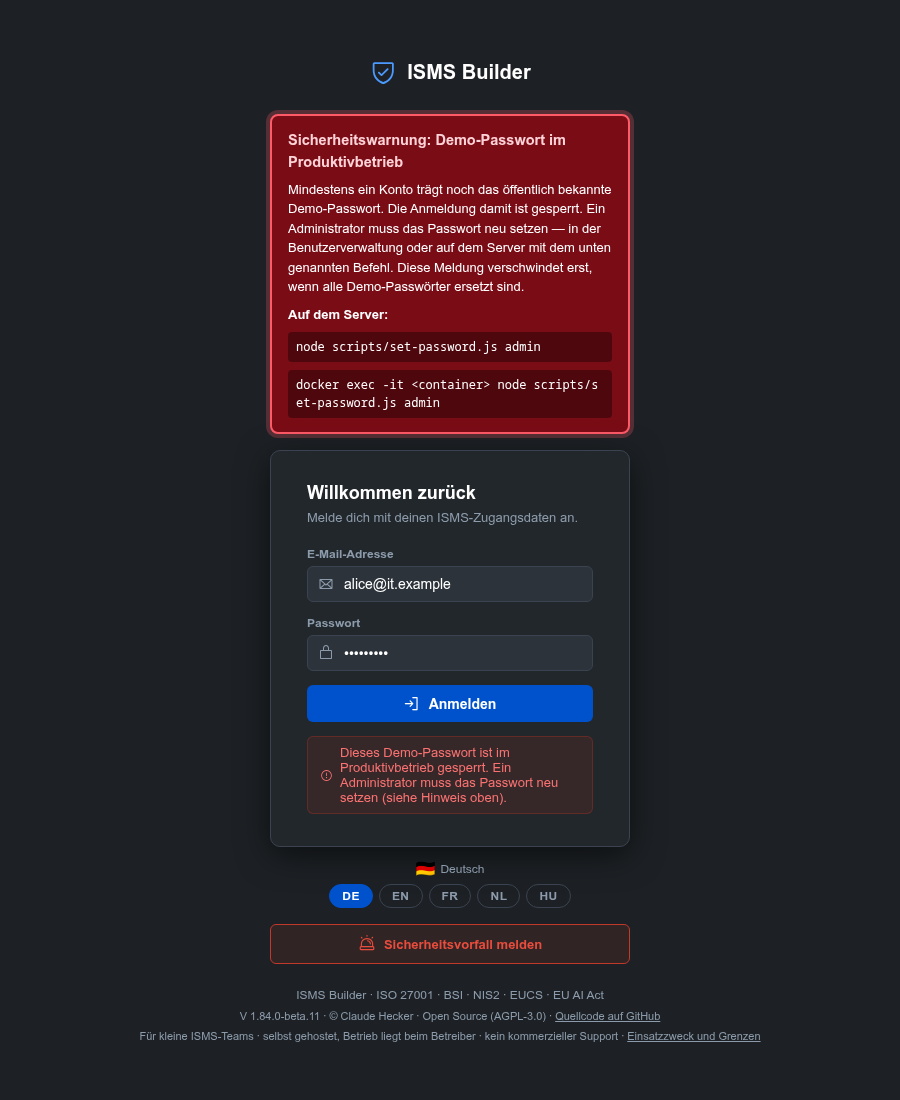 ISMS Builder
Sicherheitswarnung: Demo-Passwort im
Produktivbetrieb
Mindestens ein Konto trägt noch das öffentlich bekannte
Demo-Passwort. Die Anmeldung damit ist gesperrt. Ein
Administrator muss das Passwort neu setzen — in der
Benutzerverwaltung oder auf dem Server mit dem unten
genannten Befehl. Diese Meldung verschwindet erst,
wenn alle Demo-Passwörter ersetzt sind.
Auf dem Server:
node scripts/set-password.js admin
docker exec -it <container> node scripts/s
et-password.js admin
Willkommen zurück
Melde dich mit deinen ISMS-Zugangsdaten an.
E-Mail-Adresse
alice@it.example
Passwort
•••••••••
Anmelden
Dieses Demo-Passwort ist im
Produktivbetrieb gesperrt. Ein
Administrator muss das Passwort neu
setzen (siehe Hinweis oben).
Deutsch
DE EN FR NL HU
Sicherheitsvorfall melden
ISMS Builder · ISO 27001 · BSI · NIS2 · EUCS · EU AI Act
V 1.84.0-beta.11 · © Claude Hecker · Open Source (AGPL-3.0) · Quellcode auf GitHub
Für kleine ISMS-Teams · selbst gehostet, Betrieb liegt beim Betreiber · kein kommerzieller Support · Einsatzzweck und Grenzen